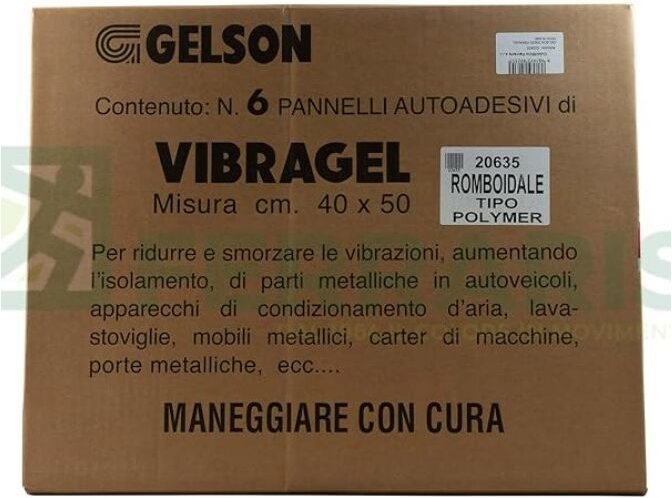 GELSON
Contenuto: N. 6 PANNELLI AUTOADESIVI di
VIBRAGEL
Misura cm. 40 x 50
20635
ROMBOIDALE
TIPO
POLYMER
Per ridurre e smorzare le vibrazioni, aumentando
l'isolamento, di parti metalliche in autoveicoli,
apparecchi di condizionamento d'aria, lava-
stoviglie, mobili metallici, carter di macchine,
porte metalliche, ecc....
MANEGGIARE CON CURA